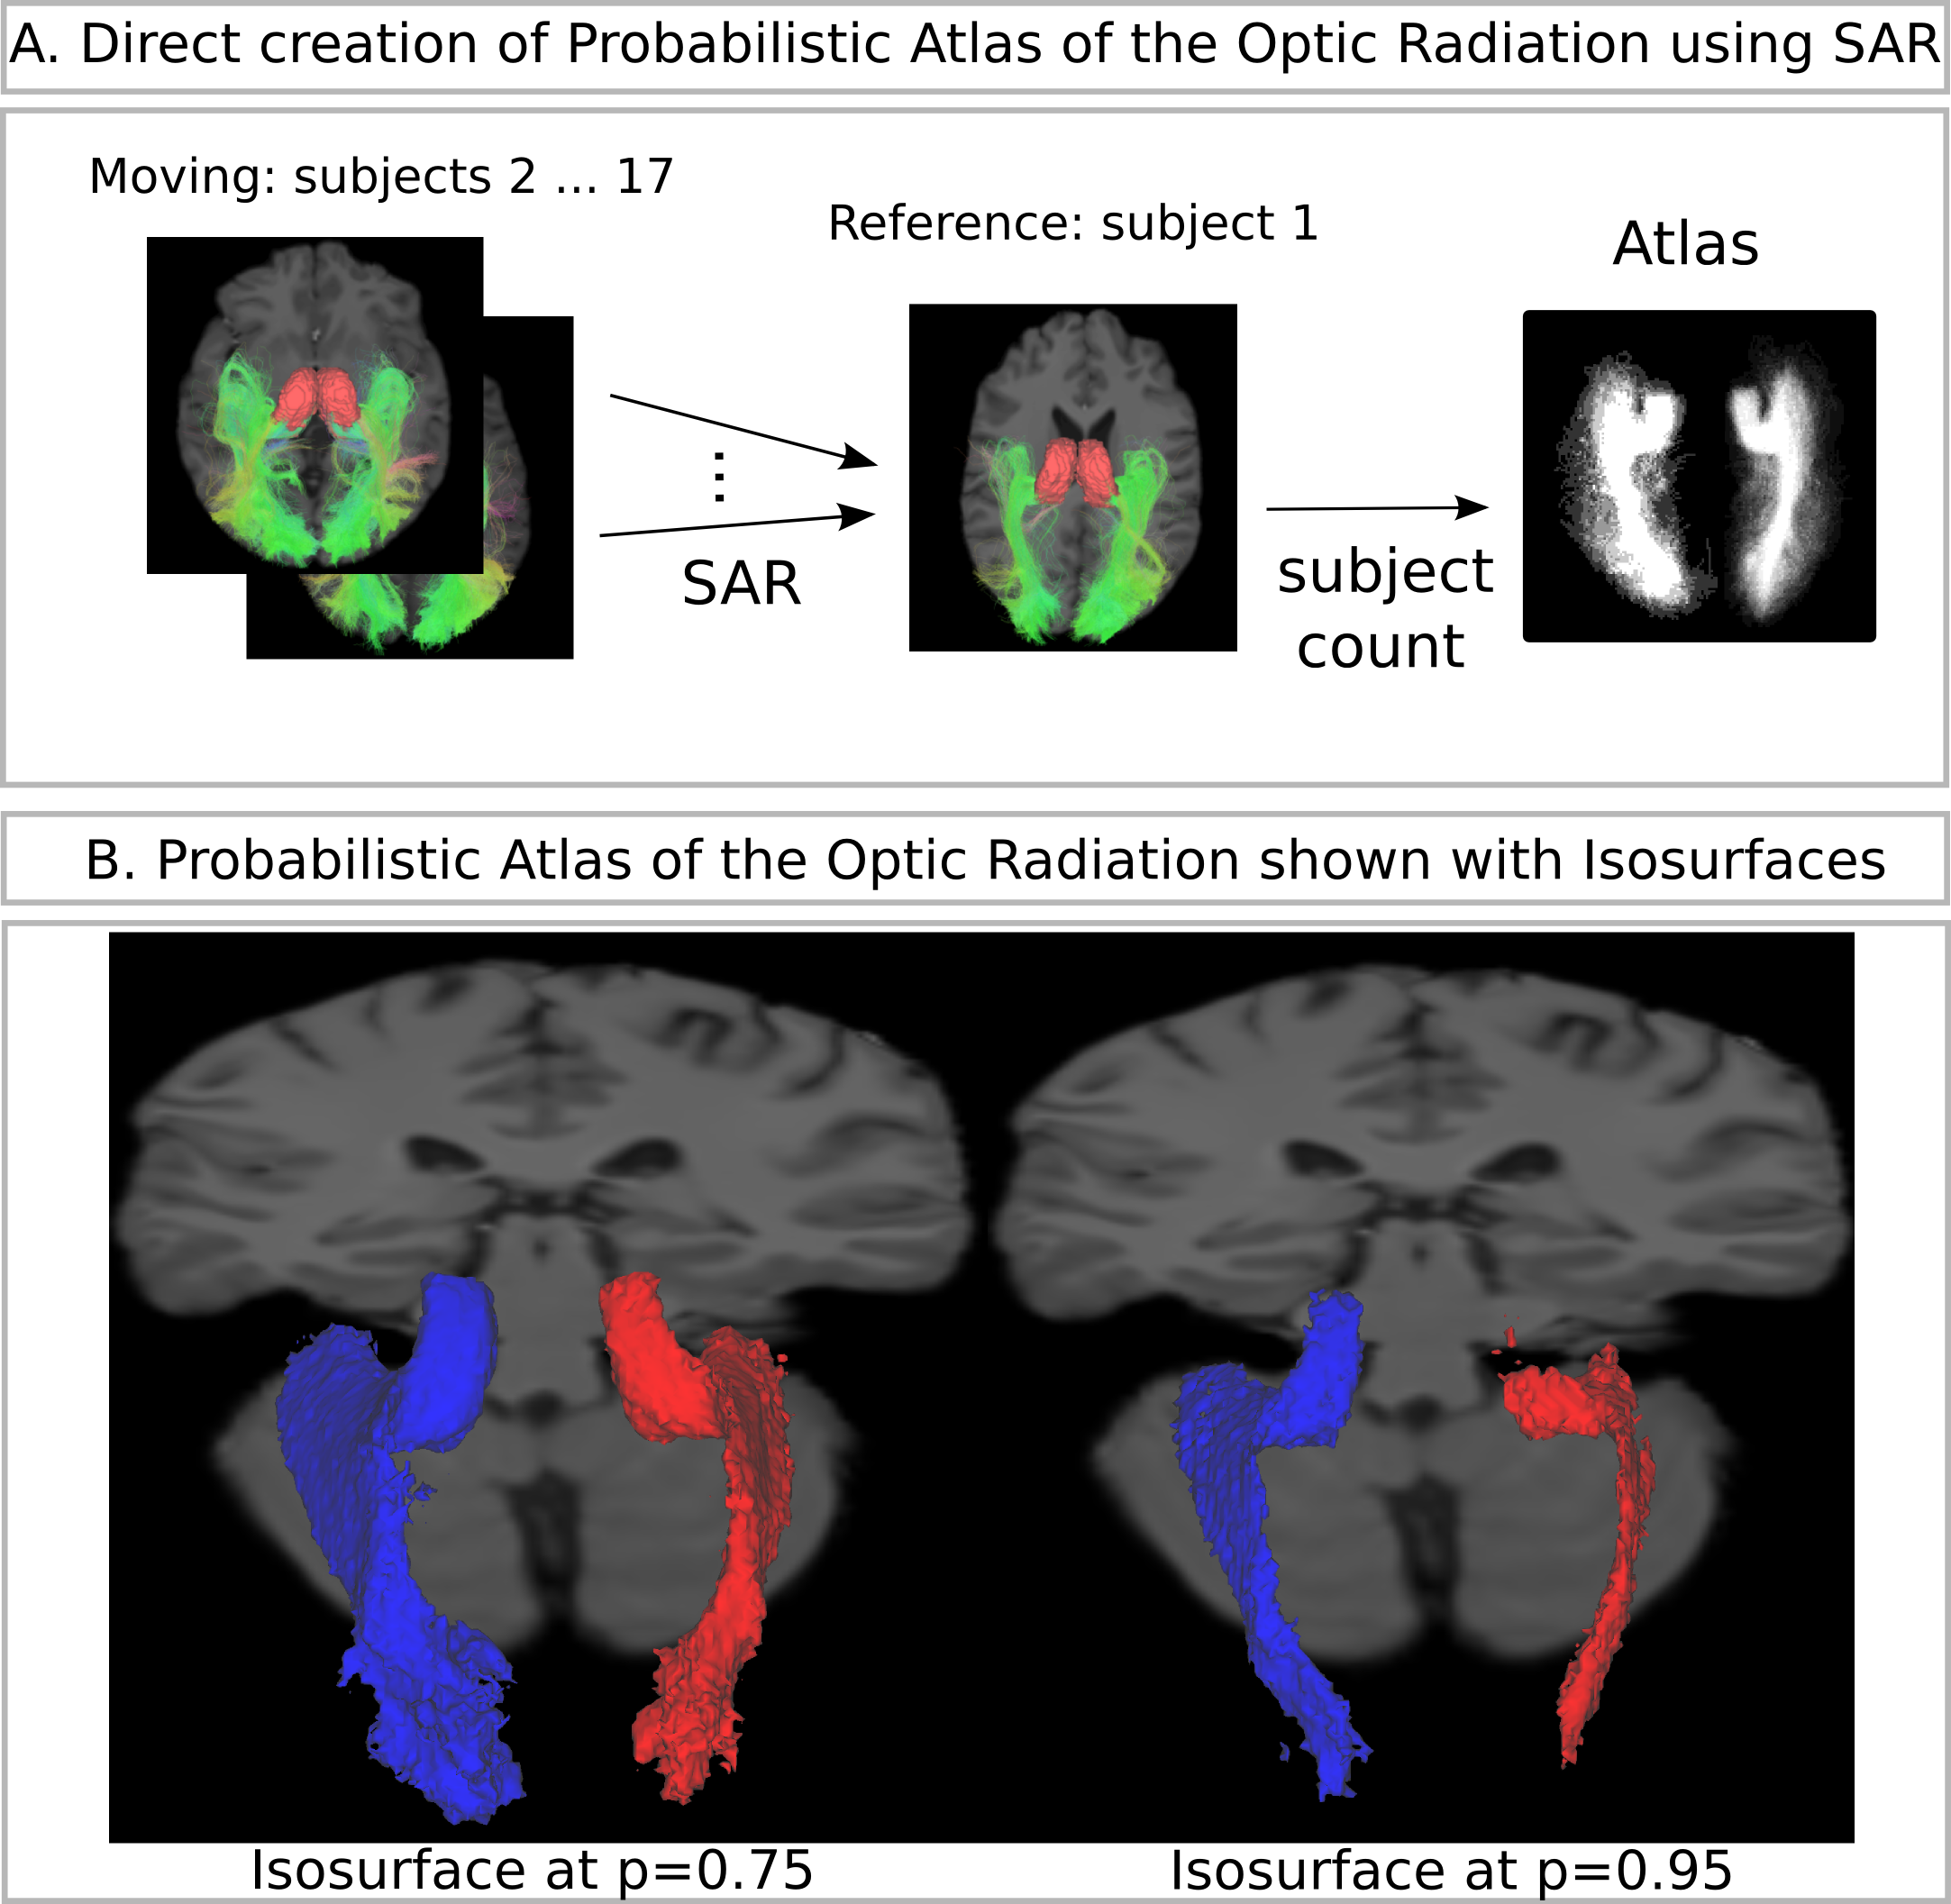 A. Direct creation of Probabilistic Atlas of the Optic Radiation using SAR
Moving: subjects 2 ... 17
Reference: subject 1
Atlas
SAR
subject
count
B. Probabilistic Atlas of the Optic Radiation shown with Isosurfaces
Isosurface at p=0.75
Isosurface at p=0.95